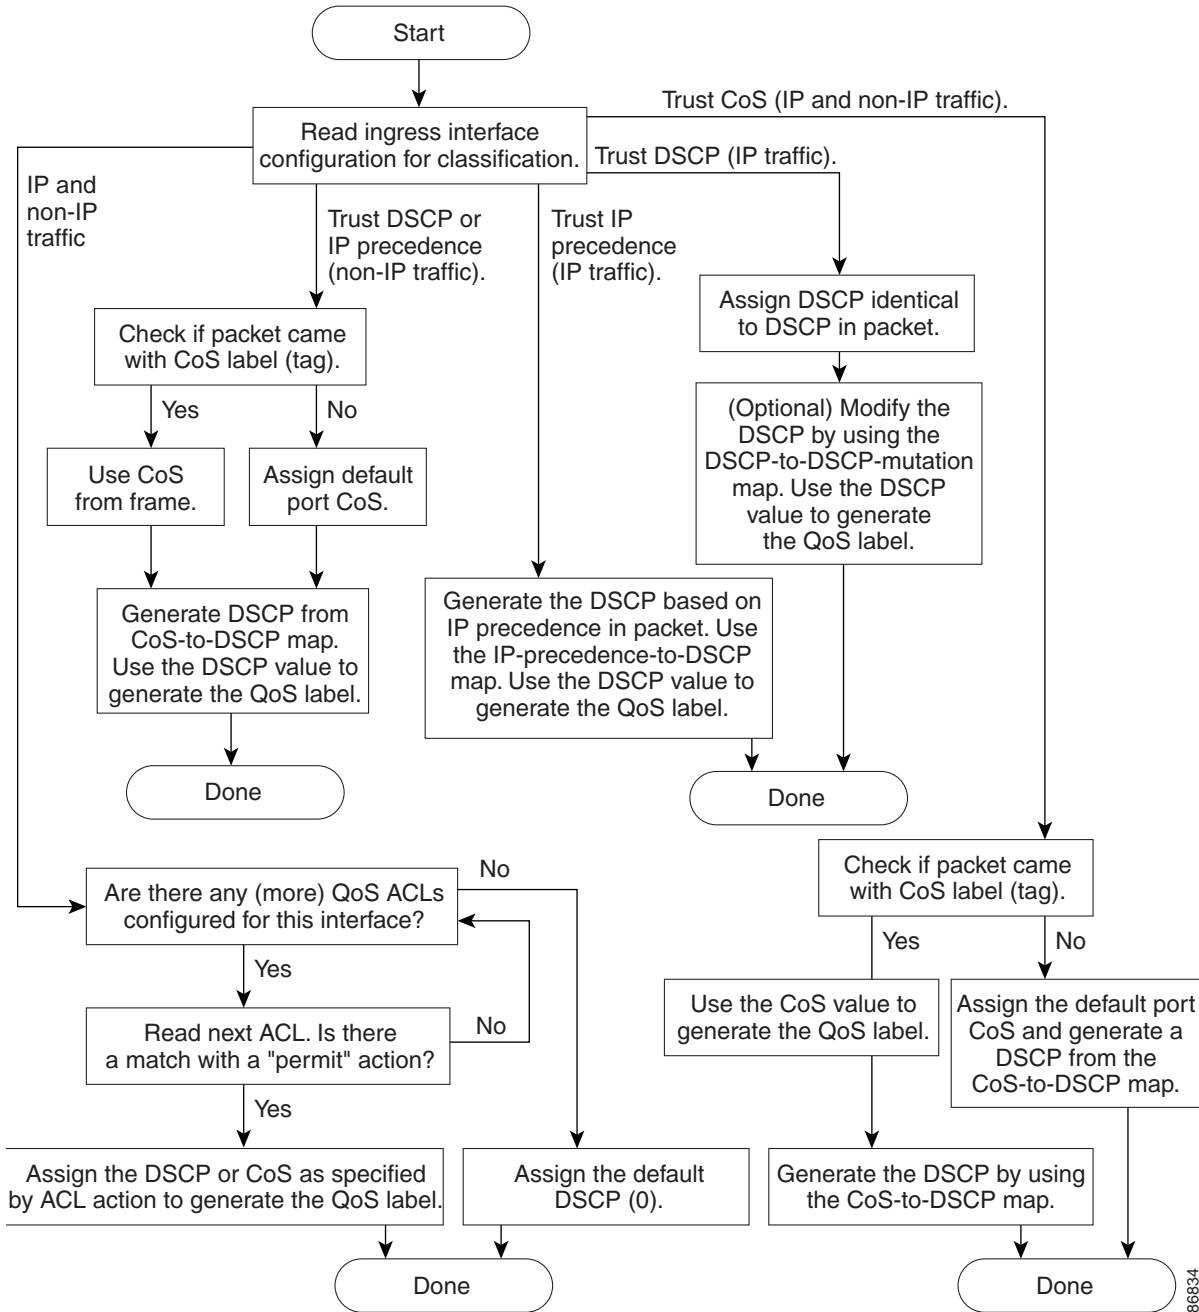 Start
Trust CoS (IP and non-IP traffic).
Read ingress interface
configuration for classification.
Trust DSCP (IP traffic).
IP and
non-IP
traffic
Trust DSCP or
IP precedence
(non-IP traffic).
Trust IP
precedence
(IP traffic).
Assign DSCP identical
to DSCP in packet.
Check if packet came
with CoS label (tag).
Yes
No
(Optional) Modify the
DSCP by using the
DSCP-to-DSCP-mutation
map. Use the DSCP
value to generate
the QoS label.
Use CoS
from frame.
Assign default
port CoS.
Generate DSCP from
CoS-to-DSCP map.
Use the DSCP value to
generate the QoS label.
Generate the DSCP based on
IP precedence in packet. Use
the IP-precedence-to-DSCP
map. Use the DSCP value to
generate the QoS label.
Done
Done
Are there any (more) QoS ACLs
configured for this interface?
No
Check if packet came
with CoS label (tag).
Yes
Yes
No
Read next ACL. Is there
a match with a "permit" action?
No
Use the CoS value to
generate the QoS label.
Assign the default port
CoS and generate a
DSCP from the
CoS-to-DSCP map.
Yes
Assign the DSCP or CoS as specified
by ACL action to generate the QoS label.
Assign the default
DSCP (0).
Generate the DSCP by using
the CoS-to-DSCP map.
Done
Done
86834